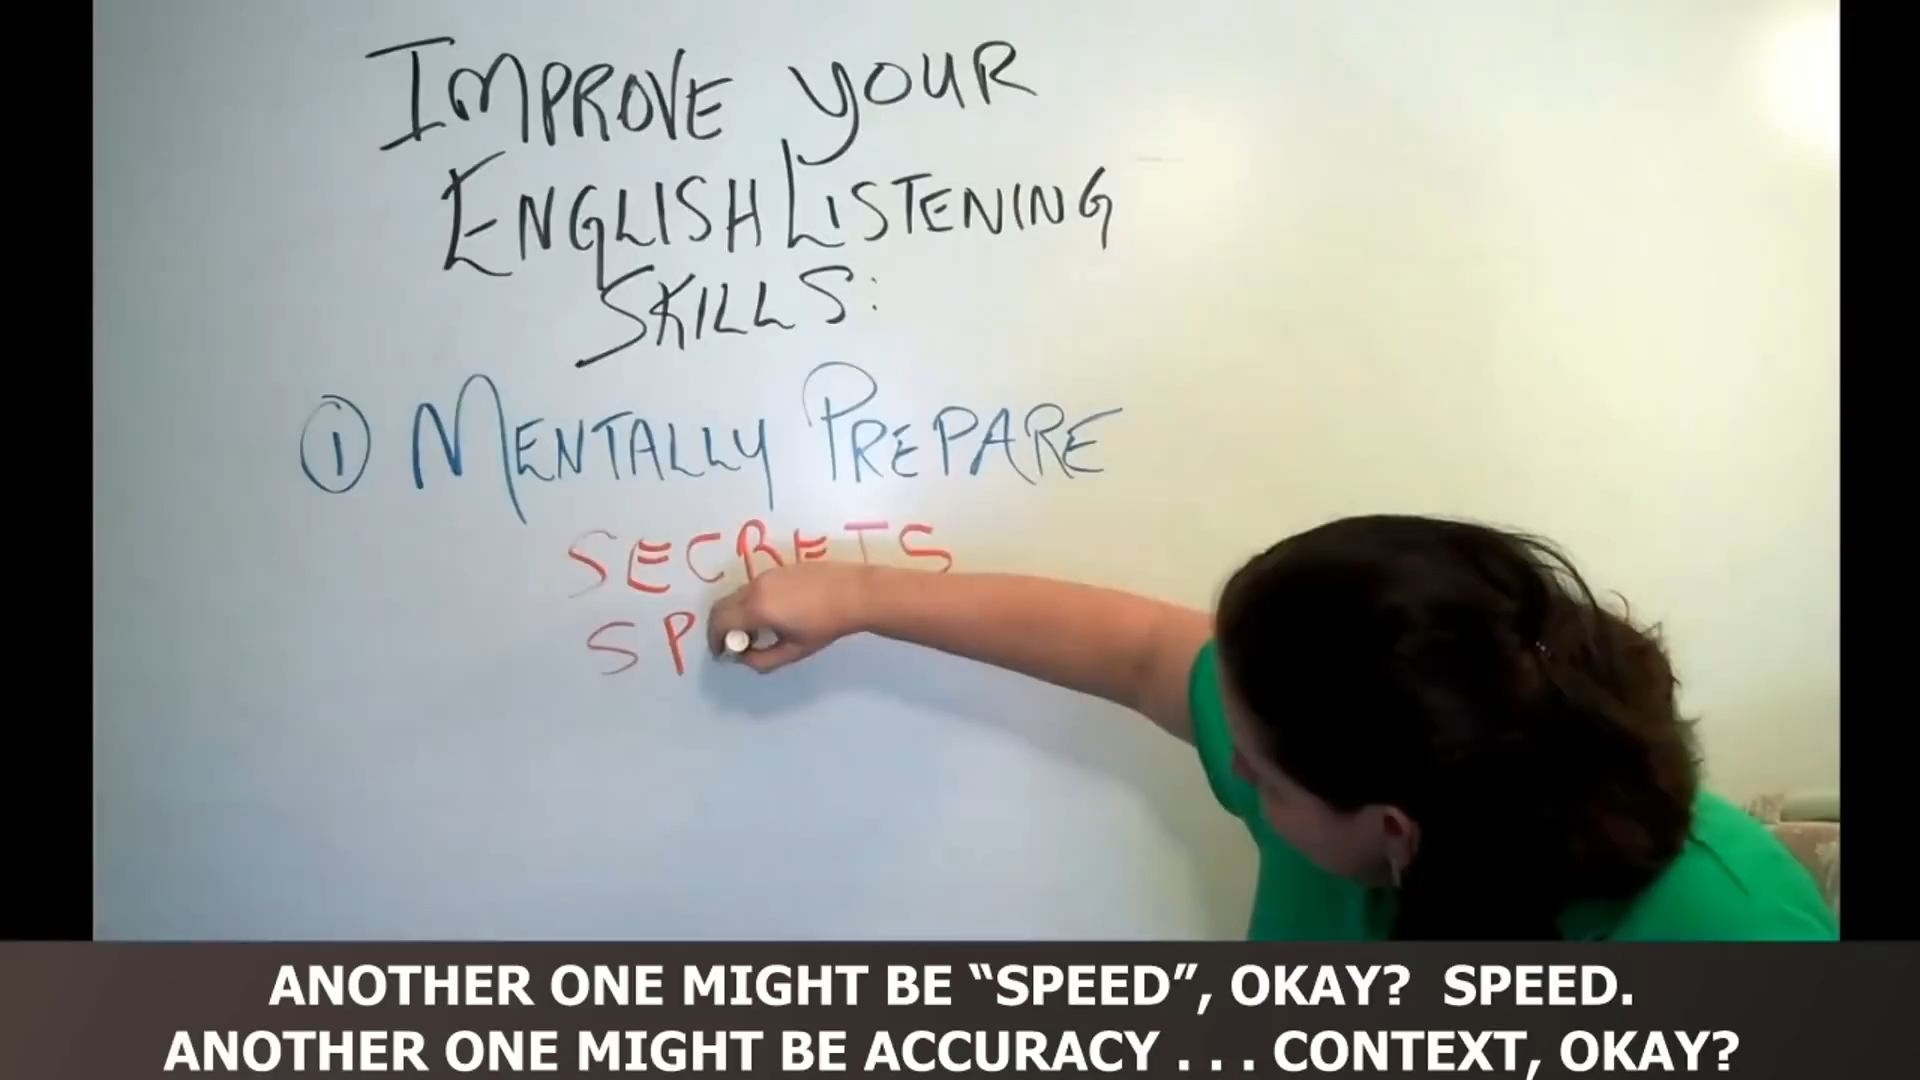 IMPROVE YOUR
ENGLISH LISTENING
SKILLS:
① MENTALLY PREPARE
SECRETS
SP
ANOTHER ONE MIGHT BE “SPEED”, OKAY?  SPEED.
ANOTHER ONE MIGHT BE ACCURACY . . . CONTEXT, OKAY?